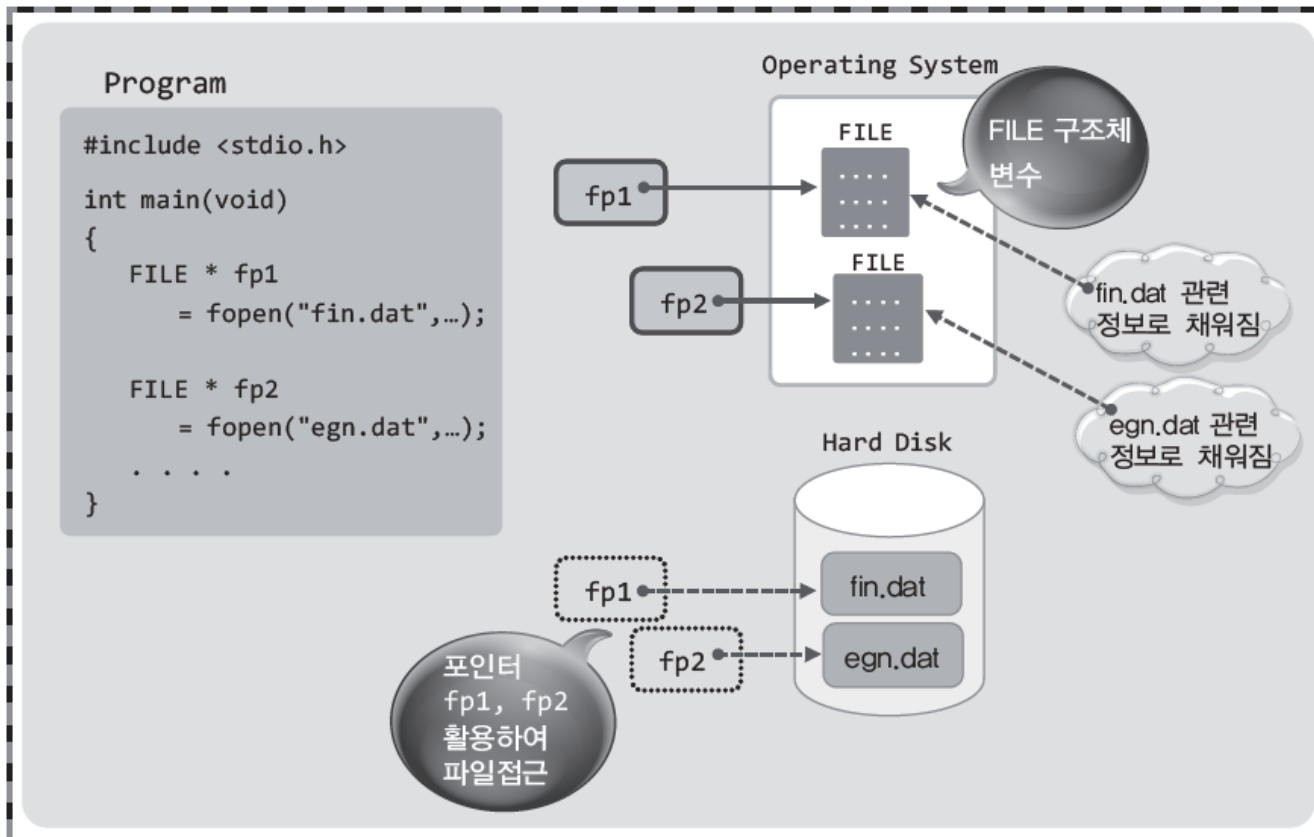 Program
#include <stdio.h>
int main(void)
{
FILE * fp1
= fopen("fin.dat",…);
FILE * fp2
= fopen("egn.dat",…);
. . . .
}
Operating System
FILE
FILE 구조체
변수
fp1
. . . .
. . . .
. . . .
FILE
fp2
. . . .
. . . .
. . . .
fin.dat 관련
정보로 채워짐
egn.dat 관련
정보로 채워짐
Hard Disk
fp1
fin.dat
fp2
egn.dat
포인터
fp1, fp2
활용하여
파일접근